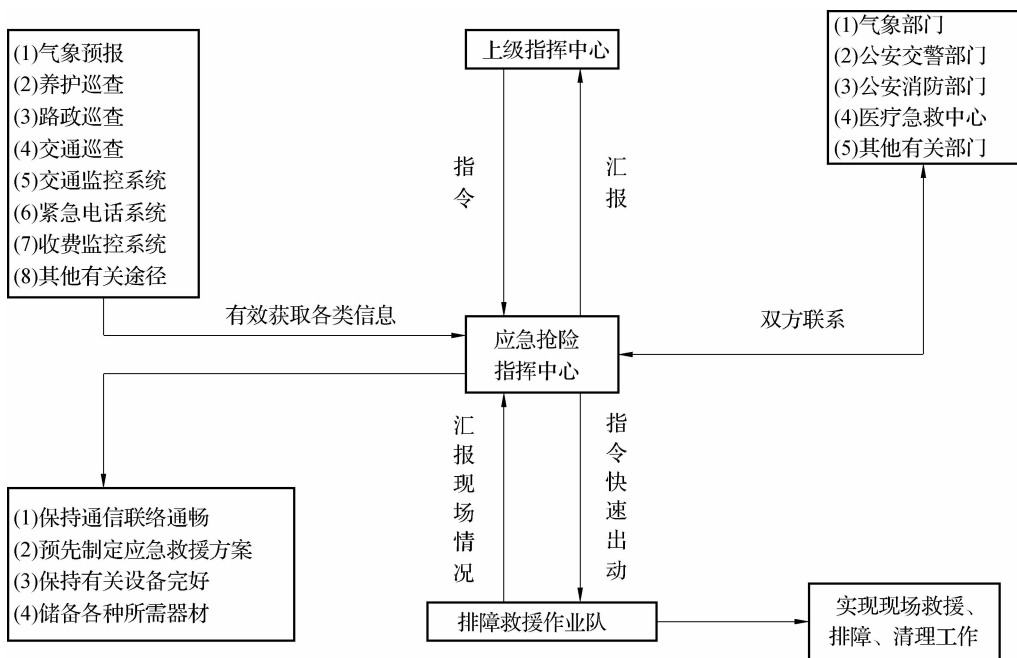 (1)气象预报
(2)养护巡查
(3)路政巡查
(4)交通巡查
(5)交通监控系统
(6)紧急电话系统
(7)收费监控系统
(8)其他有关途径
上级指挥中心
(1)气象部门
(2)公安交警部门
(3)公安消防部门
(4)医疗急救中心
(5)其他有关部门
指令
汇报
有效获取各类信息
双方联系
应急抢险
指挥中心
汇报现场情况
指令快速出动
(1)保持通信联络通畅
(2)预先制定应急救援方案
(3)保持有关设备完好
(4)储备各种所需器材
排障救援作业队
实现现场救援、
排障、清理工作